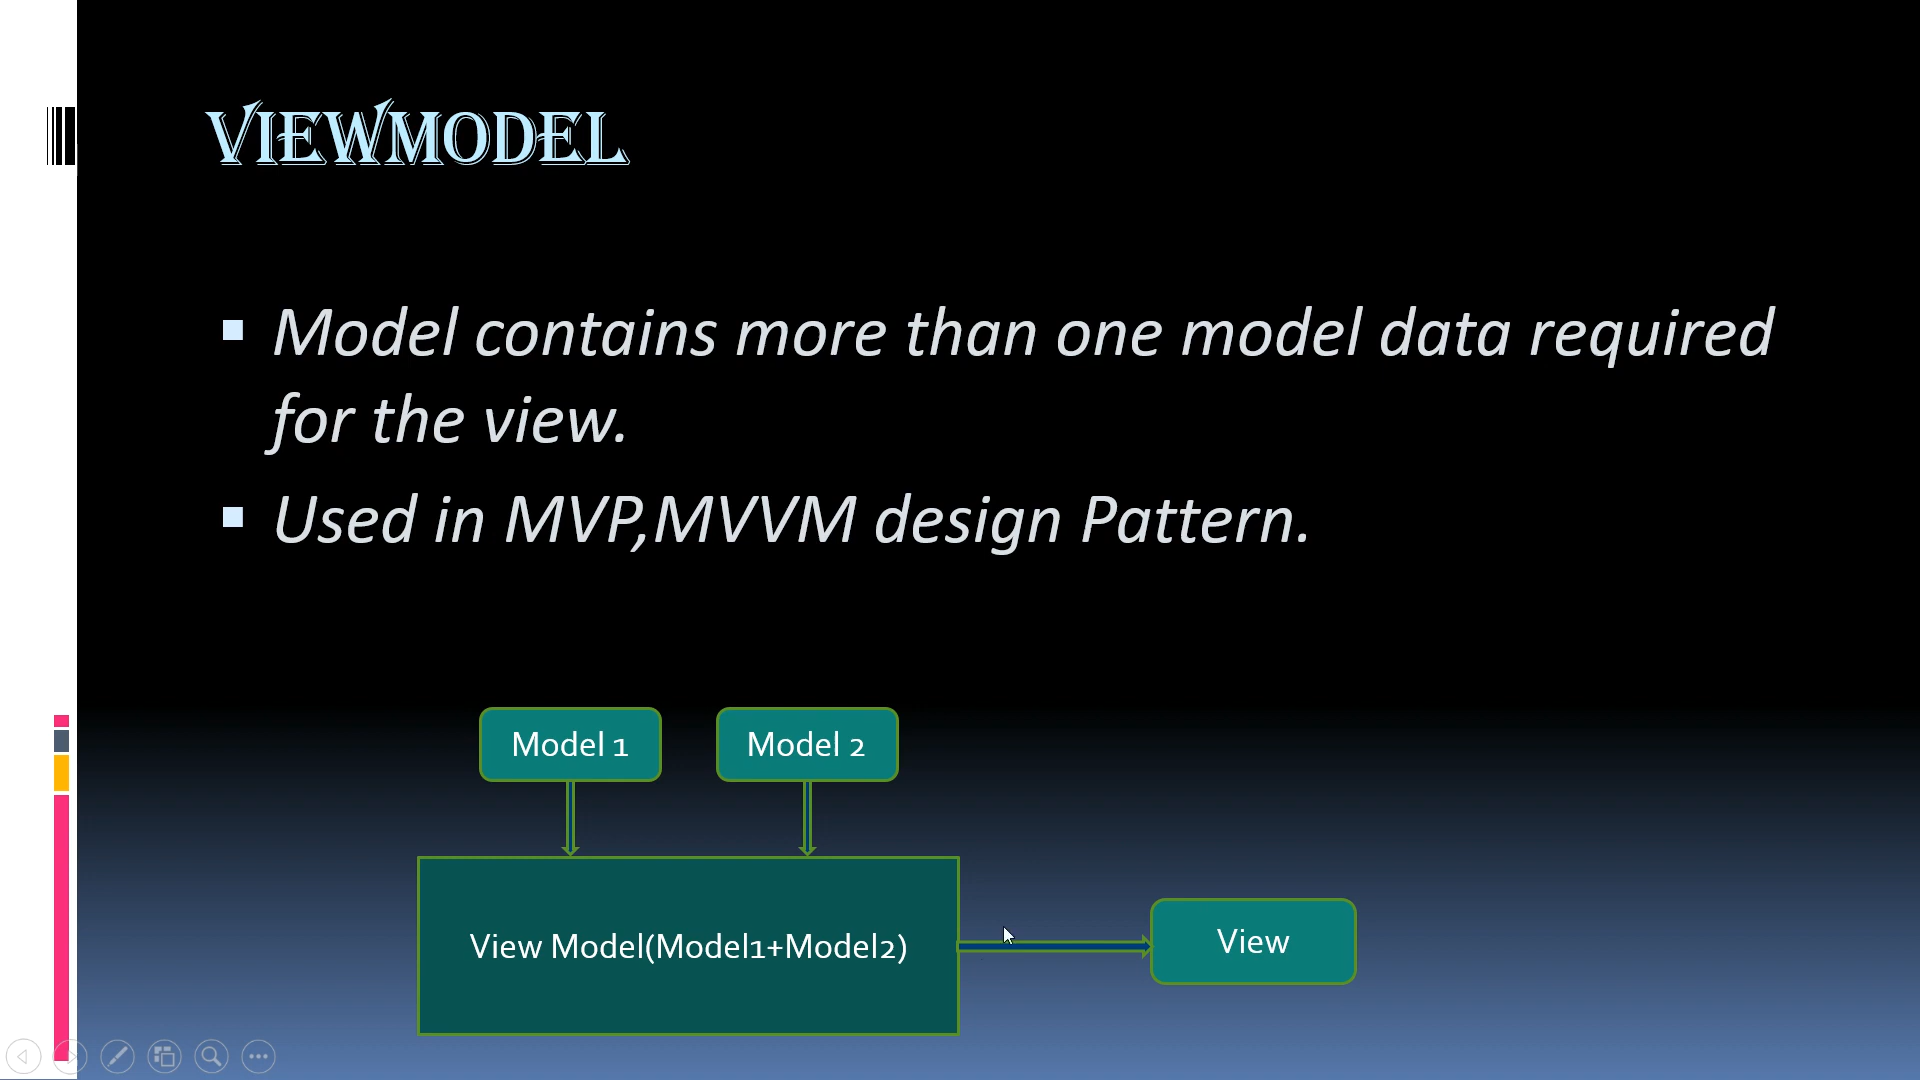 VIEWMODEL
Model contains more than one model data required
for the view.
Used in MVP,MVVM design Pattern.
Model 1
Model 2
View Model(Model1+Model2)
View